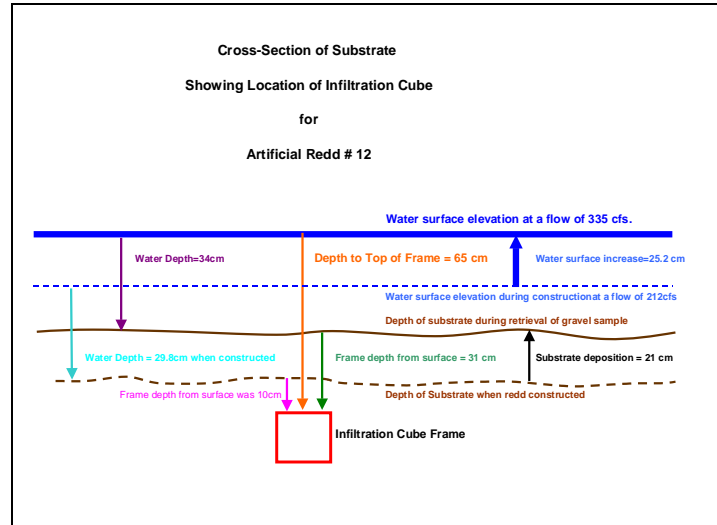 Cross-Section of Substrate
Showing Location of Infiltration Cube
for
Artificial Redd # 12
Water surface elevation at a flow of 335 cfs.
Water Depth=34cm
Depth to Top of Frame = 65 cm
Water surface increase=25.2 cm
Water surface elevation during constructionat a flow of 212cfs
Depth of substrate during retrieval of gravel sample
Water Depth = 29.8cm when constructed
Frame depth from surface = 31 cm
Substrate deposition = 21 cm
Frame depth from surface was 10cm
Depth of Substrate when redd constructed
Infiltration Cube Frame